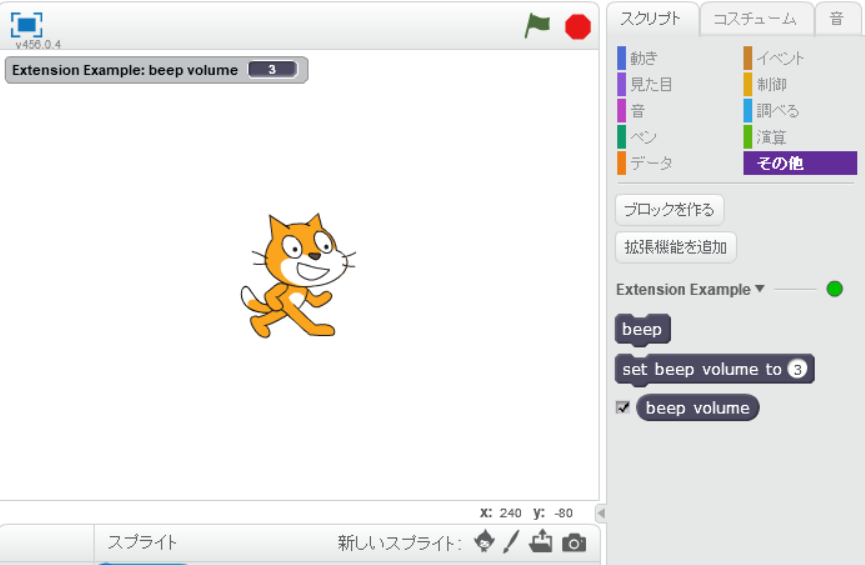 v456.0.4
Extension Example: beep volume 3
x: 240 y: -80
スプライト
新しいスプライト:
スクリプト
コスチューム
音
動き
イベント
見た目
制御
音
調べる
ペン
演算
データ
その他
ブロックを作る
拡張機能を追加
Extension Example
beep
set beep volume to 3
beep volume